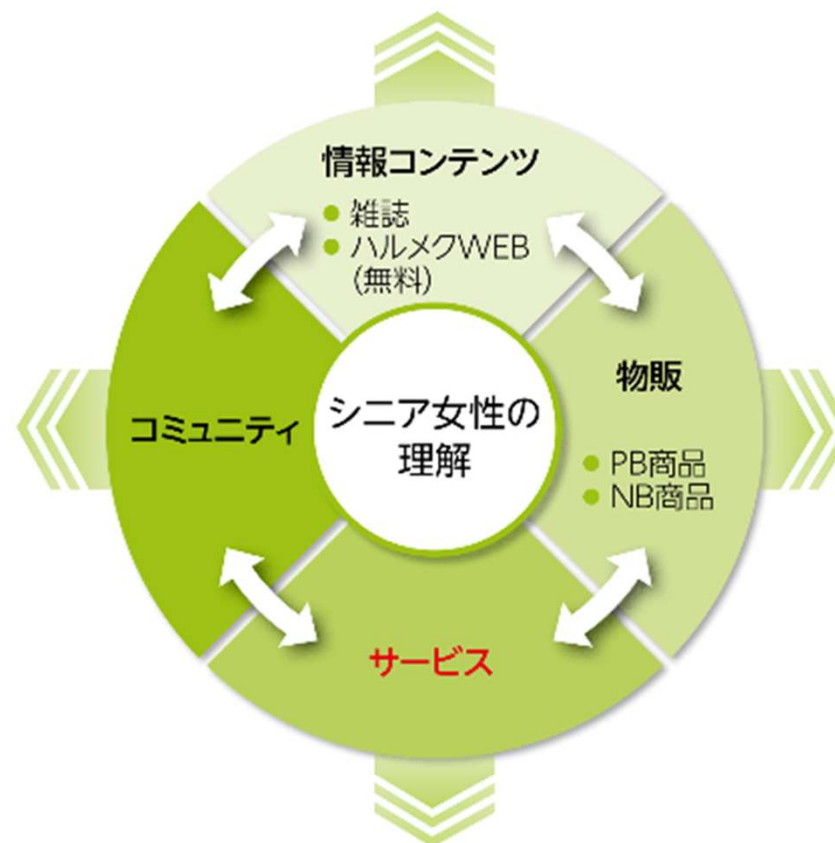 情報コンテンツ
● 雑誌
● ハルメクWEB
(無料)
物販
● PB商品
● NB商品
シニア女性の
理解
コミュニティ
サービス